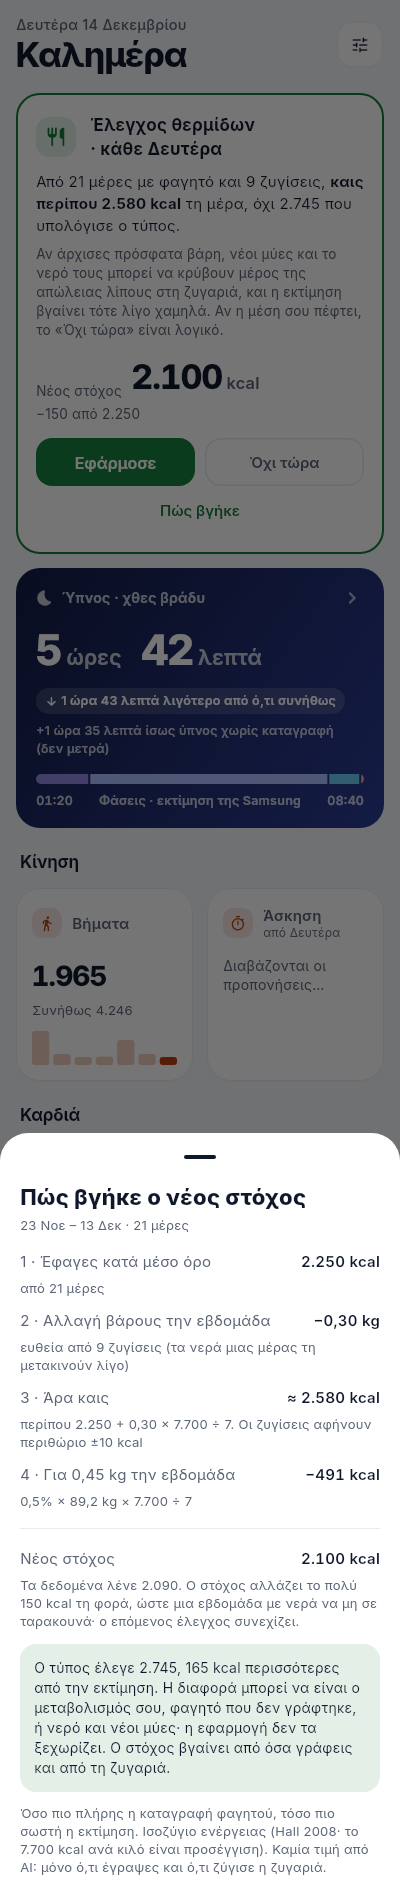 Δευτέρα 14 Δεκεμβρίου
Καλημέρα
Έλεγχος θερμίδων
· κάθε Δευτέρα
Από 21 μέρες με φαγητό και 9 ζυγίσεις, καις
περίπου 2.580 kcal τη μέρα, όχι 2.745 που
υπολόγισε ο τύπος.
Αν άρχισες πρόσφατα βάρη, νέοι μύες και το
νερό τους μπορεί να κρύβουν μέρος της
απώλειας λίπους στη ζυγαριά, και η εκτίμηση
βγαίνει τότε λίγο χαμηλά. Αν η μέση σου πέφτει,
το «Όχι τώρα» είναι λογικό.
Νέος στόχος 2.100 kcal
−150 από 2.250
Εφάρμοσε
Όχι τώρα
Πώς βγήκε
Ύπνος · χθες βράδυ
5 ώρες 42 λεπτά
↓ 1 ώρα 43 λεπτά λιγότερο από ό,τι συνήθως
+1 ώρα 35 λεπτά ίσως ύπνος χωρίς καταγραφή
(δεν μετρά)
01:20 Φάσεις · εκτίμηση της Samsung 08:40
Κίνηση
Βήματα
1.965
Συνήθως 4.246
Άσκηση
από Δευτέρα
Διαβάζονται οι
προπονήσεις…
Καρδιά
Πώς βγήκε ο νέος στόχος
23 Νοε – 13 Δεκ · 21 μέρες
1 · Έφαγες κατά μέσο όρο 2.250 kcal
από 21 μέρες
2 · Αλλαγή βάρους την εβδομάδα −0,30 kg
ευθεία από 9 ζυγίσεις (τα νερά μιας μέρας τη
μετακινούν λίγο)
3 · Άρα καις ≈ 2.580 kcal
περίπου 2.250 + 0,30 × 7.700 ÷ 7. Οι ζυγίσεις αφήνουν
περιθώριο ±10 kcal
4 · Για 0,45 kg την εβδομάδα −491 kcal
0,5% × 89,2 kg × 7.700 ÷ 7
Νέος στόχος 2.100 kcal
Τα δεδομένα λένε 2.090. Ο στόχος αλλάζει το πολύ
150 kcal τη φορά, ώστε μια εβδομάδα με νερά να μη σε
ταρακουνά· ο επόμενος έλεγχος συνεχίζει.
Ο τύπος έλεγε 2.745, 165 kcal περισσότερες
από την εκτίμηση. Η διαφορά μπορεί να είναι ο
μεταβολισμός σου, φαγητό που δεν γράφτηκε,
ή νερό και νέοι μύες· η εφαρμογή δεν τα
ξεχωρίζει. Ο στόχος βγαίνει από όσα γράφεις
και από τη ζυγαριά.
Όσο πιο πλήρης η καταγραφή φαγητού, τόσο πιο
σωστή η εκτίμηση. Ισοζύγιο ενέργειας (Hall 2008· το
7.700 kcal ανά κιλό είναι προσέγγιση). Καμία τιμή από
AI: μόνο ό,τι έγραψες και ό,τι ζύγισε η ζυγαριά.